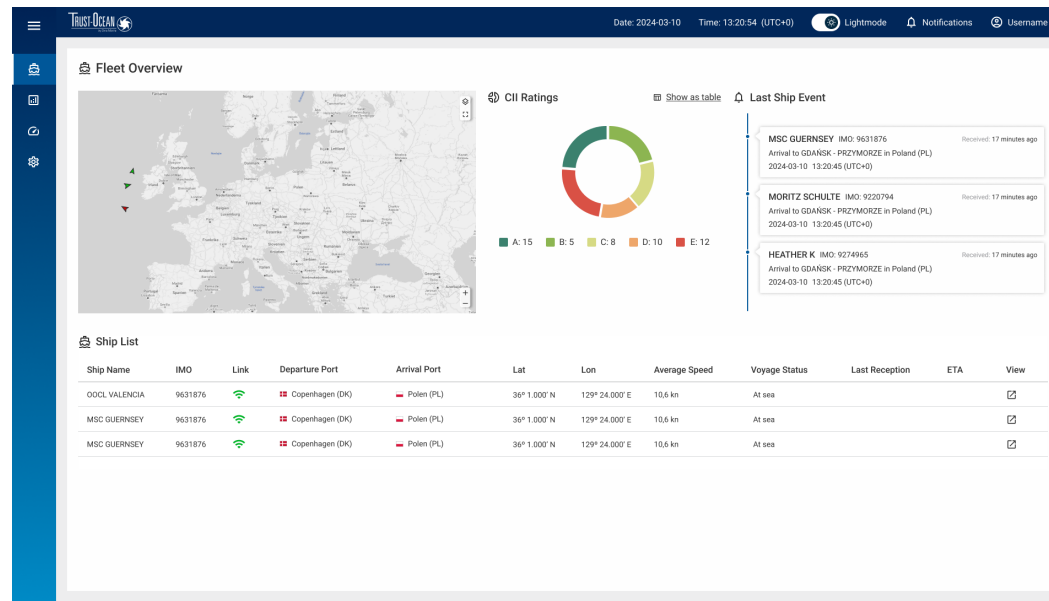 TRUST-OCEAN
Date: 2024-03-10 Time: 13:20:54 (UTC+0) Lightmode Notifications Username
Fleet Overview
CII Ratings
Show as table
A: 15 B: 5 C: 8 D: 10 E: 12
Last Ship Event
MSC GUERNSEY IMO: 9631876 Received: 17 minutes ago
Arrival to GDAŃSK - PRZYMORZE in Poland (PL)
2024-03-10 13:20:45 (UTC+0)
MORITZ SCHULTE IMO: 9220794 Received: 17 minutes ago
Arrival to GDAŃSK - PRZYMORZE in Poland (PL)
2024-03-10 13:20:45 (UTC+0)
HEATHER K IMO: 9274965 Received: 17 minutes ago
Arrival to GDAŃSK - PRZYMORZE in Poland (PL)
2024-03-10 13:20:45 (UTC+0)
Ship List
Ship Name IMO Link Departure Port Arrival Port Lat Lon Average Speed Voyage Status Last Reception ETA View
OOCL VALENCIA 9631876 Copenhagen (DK) Polen (PL) 36º 1.000' N 129º 24.000' E 10,6 kn At sea
MSC GUERNSEY 9631876 Copenhagen (DK) Polen (PL) 36º 1.000' N 129º 24.000' E 10,6 kn At sea
MSC GUERNSEY 9631876 Copenhagen (DK) Polen (PL) 36º 1.000' N 129º 24.000' E 10,6 kn At sea